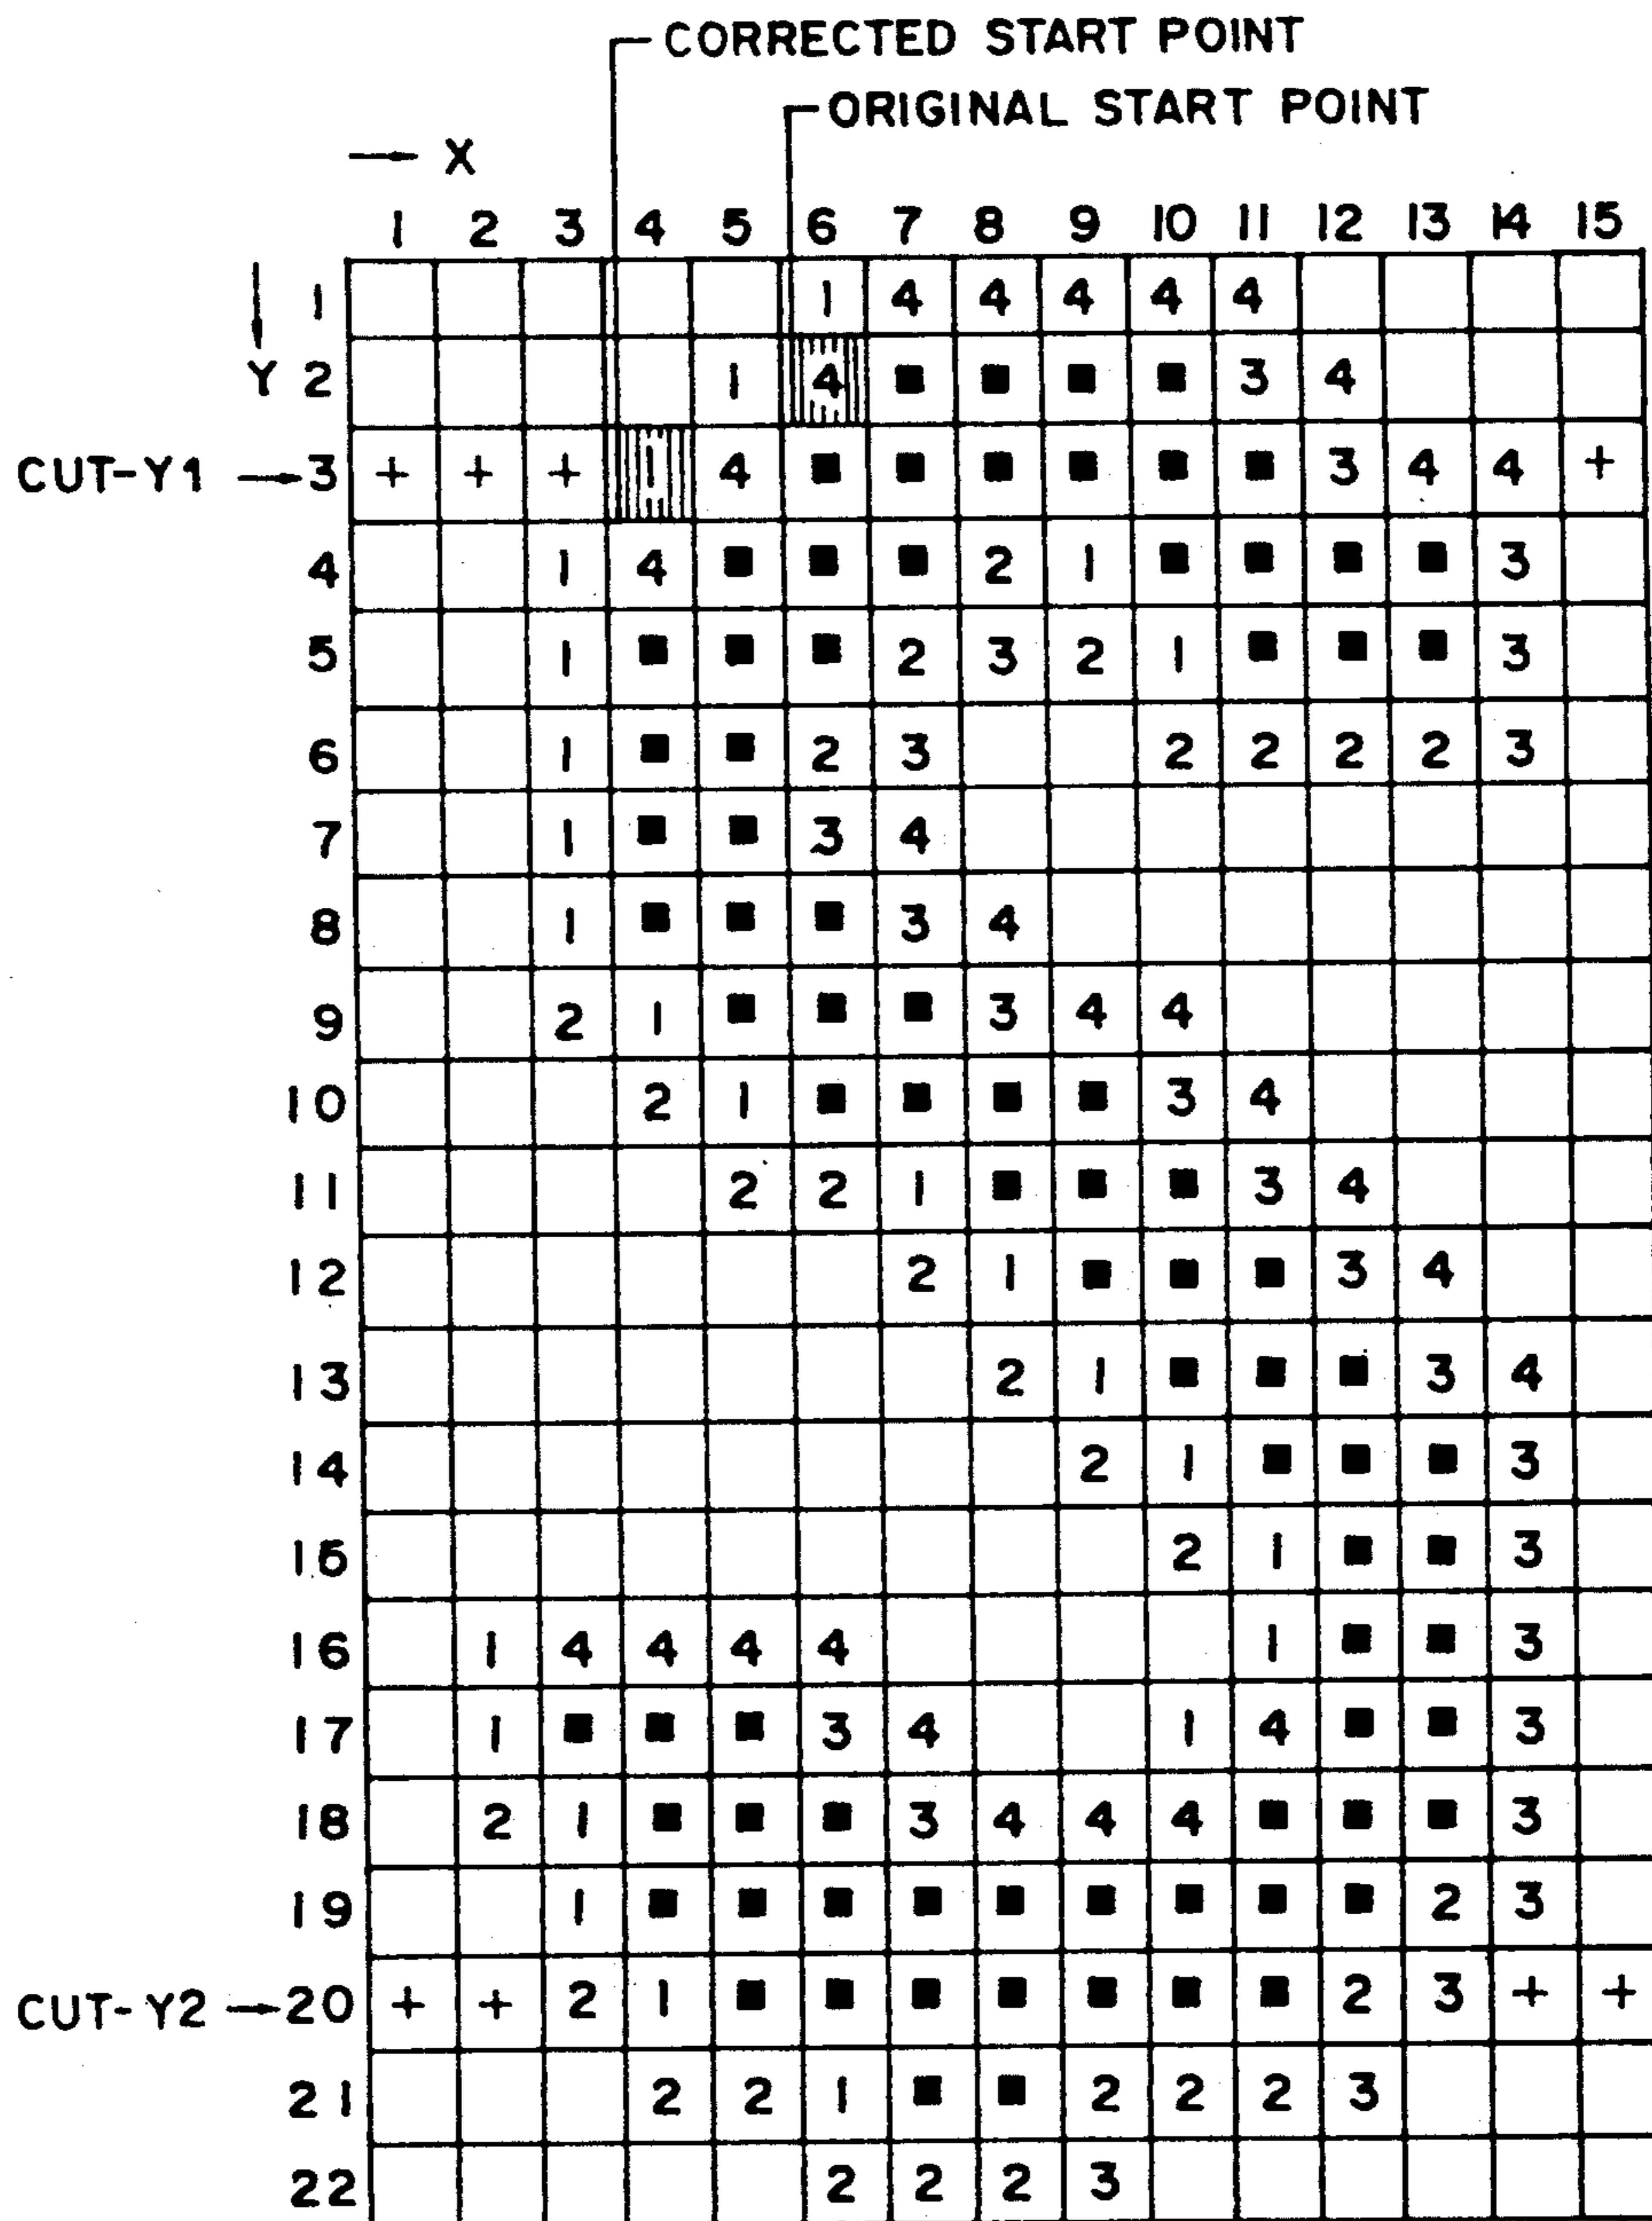 CORRECTED START POINT
ORIGINAL START POINT
→ X
1 2 3 4 5 6 7 8 9 10 11 12 13 14 15
1 1 4 4 4 4 4
Y 2 1 4 ■ ■ ■ ■ 3 4
CUT-Y1 → 3 + + + 1 4 ■ ■ ■ ■ ■ ■ 3 4 4 +
4 1 4 ■ ■ ■ 2 1 ■ ■ ■ ■ 3
5 1 ■ ■ ■ 2 3 2 1 ■ ■ ■ 3
6 1 ■ ■ 2 3 2 2 2 2 3
7 1 ■ ■ 3 4
8 1 ■ ■ ■ 3 4
9 2 1 ■ ■ ■ 3 4 4
10 2 1 ■ ■ ■ ■ 3 4
11 2 2 1 ■ ■ ■ 3 4
12 2 1 ■ ■ ■ 3 4
13 2 1 ■ ■ ■ 3 4
14 2 1 ■ ■ ■ 3
15 2 1 ■ ■ 3
16 1 4 4 4 4 1 ■ ■ 3
17 1 ■ ■ ■ 3 4 1 4 ■ ■ 3
18 2 1 ■ ■ ■ 3 4 4 4 ■ ■ ■ 3
19 1 ■ ■ ■ ■ ■ ■ ■ ■ ■ 2 3
CUT-Y2 → 20 + + 2 1 ■ ■ ■ ■ ■ ■ ■ 2 3 + +
21 2 2 1 ■ ■ 2 2 2 3
22 2 2 2 3